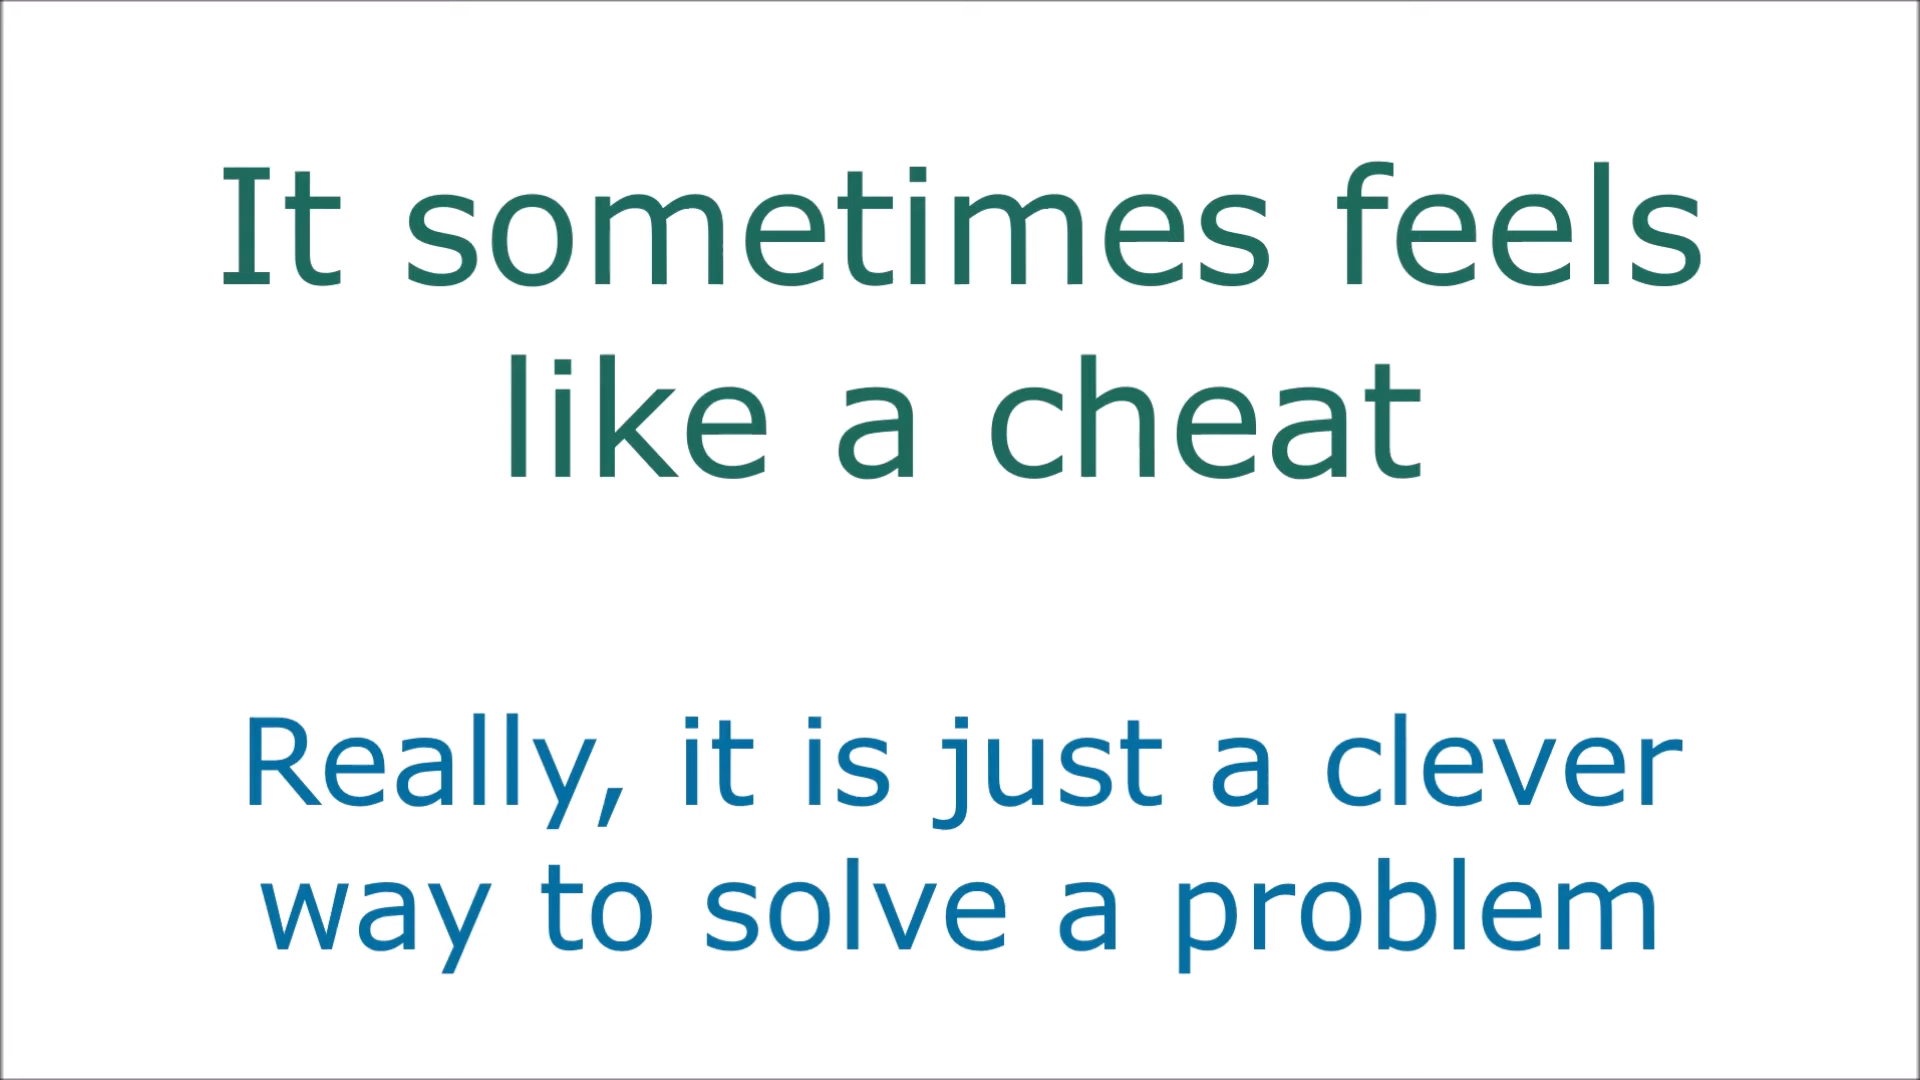 It sometimes feels
like a cheat
Really, it is just a clever
way to solve a problem